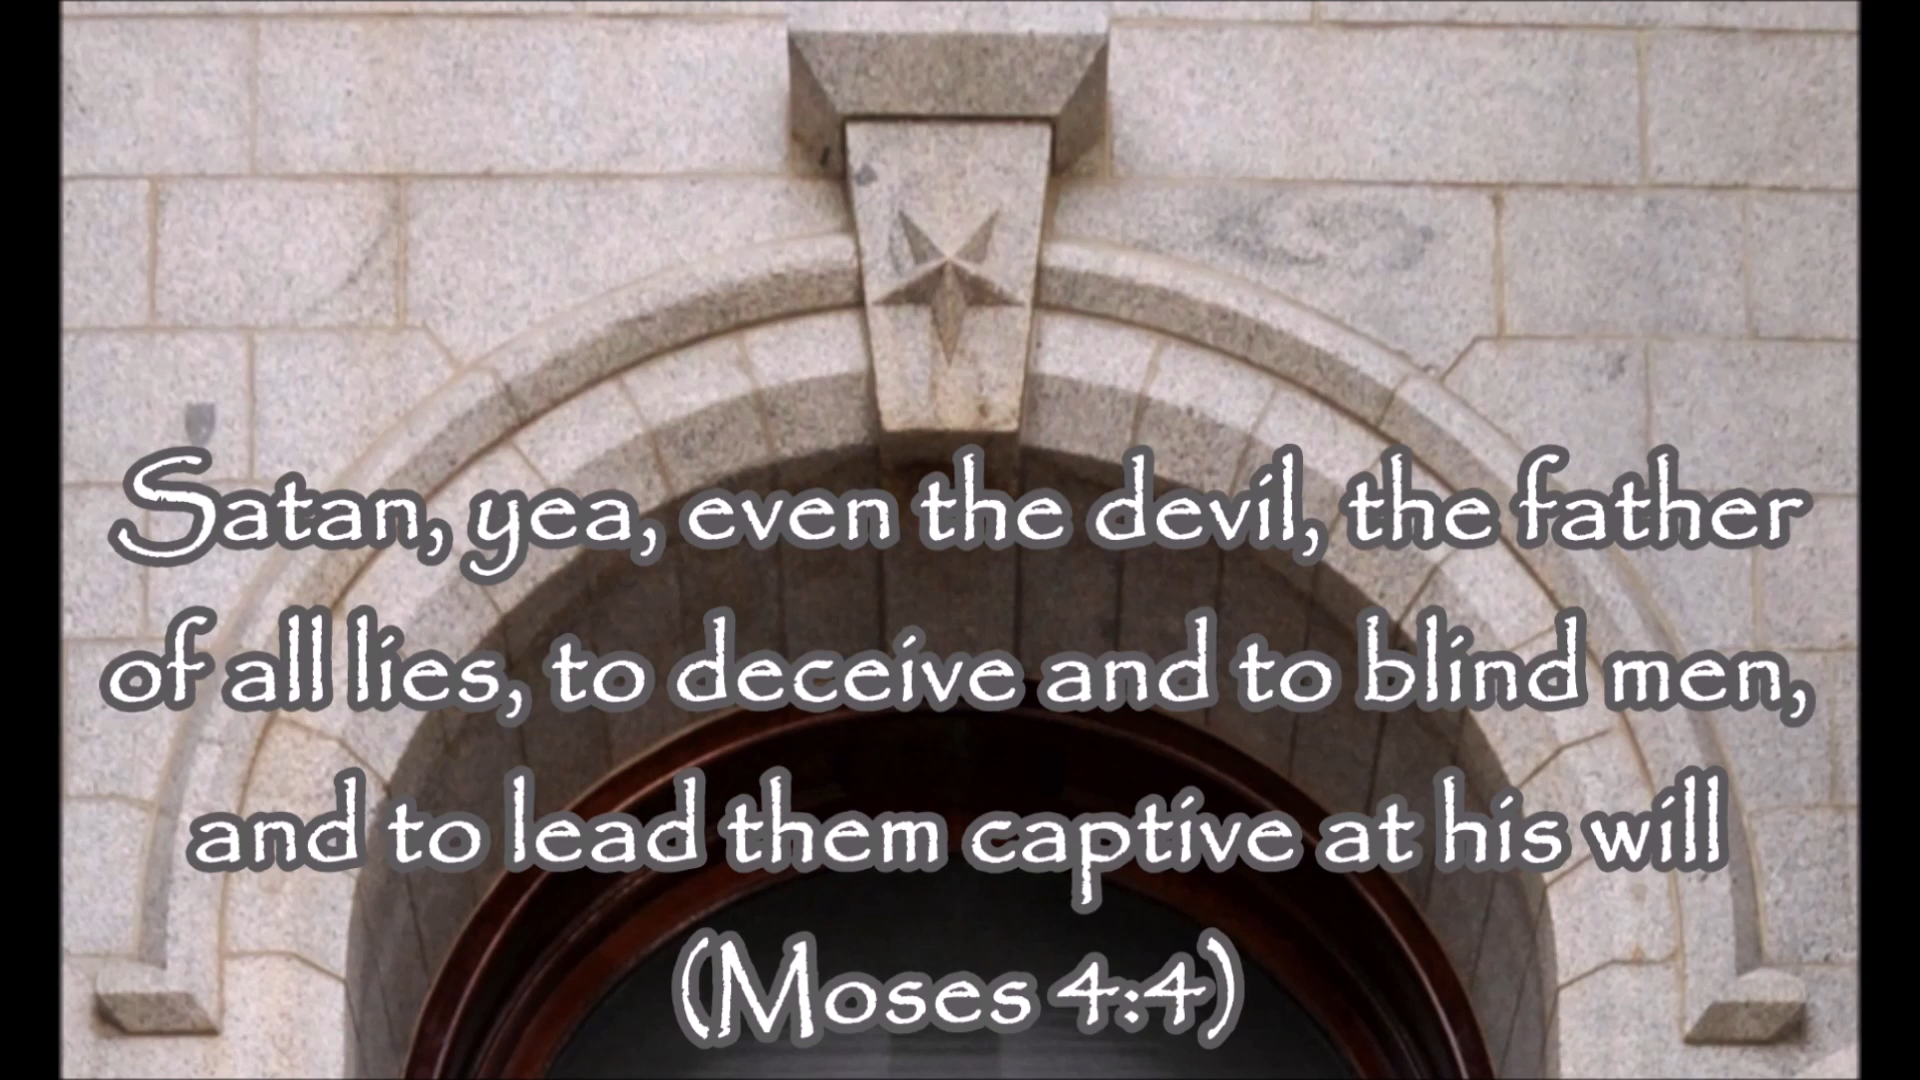 Satan, yea, even the devil, the father
of all lies, to deceive and to blind men,
and to lead them captive at his will
(Moses 4:4)